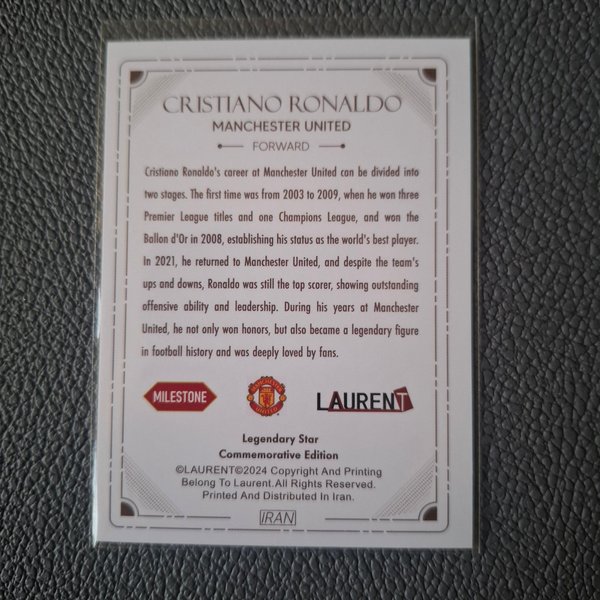 CRISTIANO RONALDO
MANCHESTER UNITED
FORWARD
Cristiano Ronaldo's career at Manchester United can be divided into
two stages. The first time was from 2003 to 2009, when he won three
Premier League titles and one Champions League, and won the
Ballon d'Or in 2008, establishing his status as the world's best player.
In 2021, he returned to Manchester United, and despite the team's
ups and downs, Ronaldo was still the top scorer, showing outstanding
offensive ability and leadership. During his years at Manchester
United, he not only won honors, but also became a legendary figure
in football history and was deeply loved by fans.
MILESTONE
MANCHESTER
UNITED
LAURENT
Legendary Star
Commemorative Edition
©LAURENT©2024 Copyright And Printing
Belong To Laurent.All Rights Reserved.
Printed And Distributed In Iran.
IRAN